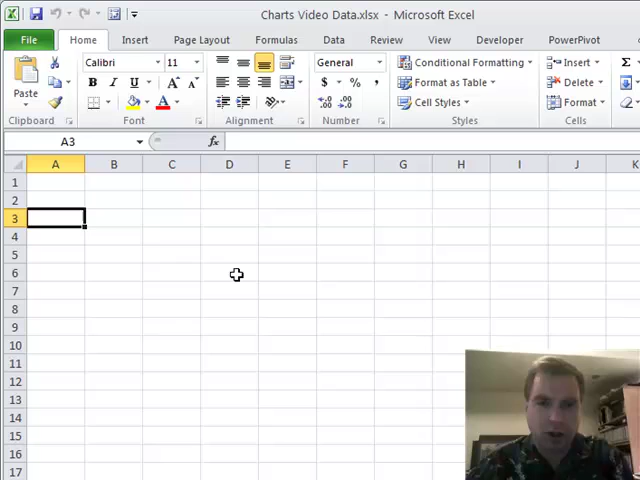 Charts Video Data.xlsx - Microsoft Excel
File Home Insert Page Layout Formulas Data Review View Developer PowerPivot
Calibri 11 General Conditional Formatting Insert Σ
Paste B I U A A $ % , Format as Table Delete
A .00 .0 Cell Styles Format
Clipboard Font Alignment Number Styles Cells
A3 fx
A B C D E F G H I J K
1
2
3
4
5
6
7
8
9
10
11
12
13
14
15
16
17